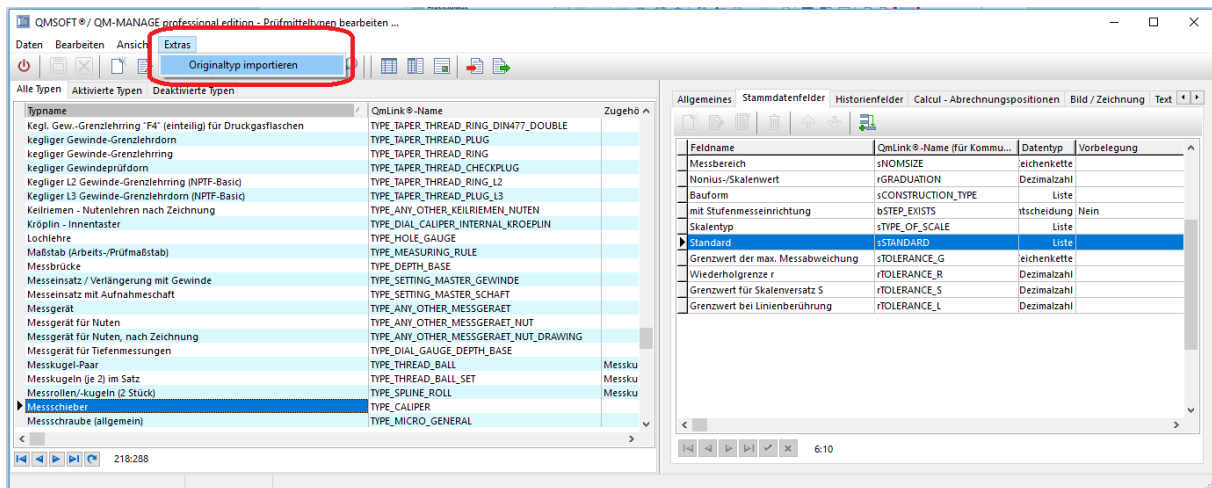 QMSOFT®/ QM-MANAGE professional edition - Prüfmitteltypen bearbeiten ...
Daten Bearbeiten Ansich Extras
Originaltyp importieren
Alle Typen Aktivierte Typen Deaktivierte Typen
Typname QmLink®-Name Zugehö
Kegl. Gew.-Grenzlehrring "F4" (einteilig) für Druckgasflaschen TYPE_TAPER_THREAD_RING_DIN477_DOUBLE
kegliger Gewinde-Grenzlehrdorn TYPE_TAPER_THREAD_PLUG
kegliger Gewinde-Grenzlehrring TYPE_TAPER_THREAD_RING
kegliger Gewindeprüfdorn TYPE_TAPER_THREAD_CHECKPLUG
Kegliger L2 Gewinde-Grenzlehrring (NPTF-Basic) TYPE_TAPER_THREAD_RING_L2
Kegliger L3 Gewinde-Grenzlehrdorn (NPTF-Basic) TYPE_TAPER_THREAD_PLUG_L3
Keilriemen - Nutenlehren nach Zeichnung TYPE_ANY_OTHER_KEILRIEMEN_NUTEN
Kröplin - Innentaster TYPE_DIAL_CALIPER_INTERNAL_KROEPLIN
Lochlehre TYPE_HOLE_GAUGE
Maßstab (Arbeits-/Prüfmaßstab) TYPE_MEASURING_RULE
Messbrücke TYPE_DEPTH_BASE
Messeinsatz / Verlängerung mit Gewinde TYPE_SETTING_MASTER_GEWINDE
Messeinsatz mit Aufnahmeschaft TYPE_SETTING_MASTER_SCHAFT
Messgerät TYPE_ANY_OTHER_MESSGERAET
Messgerät für Nuten TYPE_ANY_OTHER_MESSGERAET_NUT
Messgerät für Nuten, nach Zeichnung TYPE_ANY_OTHER_MESSGERAET_NUT_DRAWING
Messgerät für Tiefenmessungen TYPE_DIAL_GAUGE_DEPTH_BASE
Messkugel-Paar TYPE_THREAD_BALL Messku
Messkugeln (je 2) im Satz TYPE_THREAD_BALL_SET Messku
Messrollen/-kugeln (2 Stück) TYPE_SPLINE_ROLL Messku
Messschieber TYPE_CALIPER
Messschraube (allgemein) TYPE_MICRO_GENERAL
218:288
Allgemeines Stammdatenfelder Historienfelder Calcul - Abrechnungspositionen Bild / Zeichnung Text
Feldname QmLink®-Name (für Kommu... Datentyp Vorbelegung
Messbereich sNOMSIZE eichenkette
Nonius-/Skalenwert rGRADUATION Dezimalzahl
Bauform sCONSTRUCTION_TYPE Liste
mit Stufenmesseinrichtung bSTEP_EXISTS ntscheidung Nein
Skalentyp sTYPE_OF_SCALE Liste
Standard sSTANDARD Liste
Grenzwert der max. Messabweichung sTOLERANCE_G eichenkette
Wiederholgrenze r rTOLERANCE_R Dezimalzahl
Grenzwert für Skalenversatz S rTOLERANCE_S Dezimalzahl
Grenzwert bei Linienberührung rTOLERANCE_L Dezimalzahl
6:10